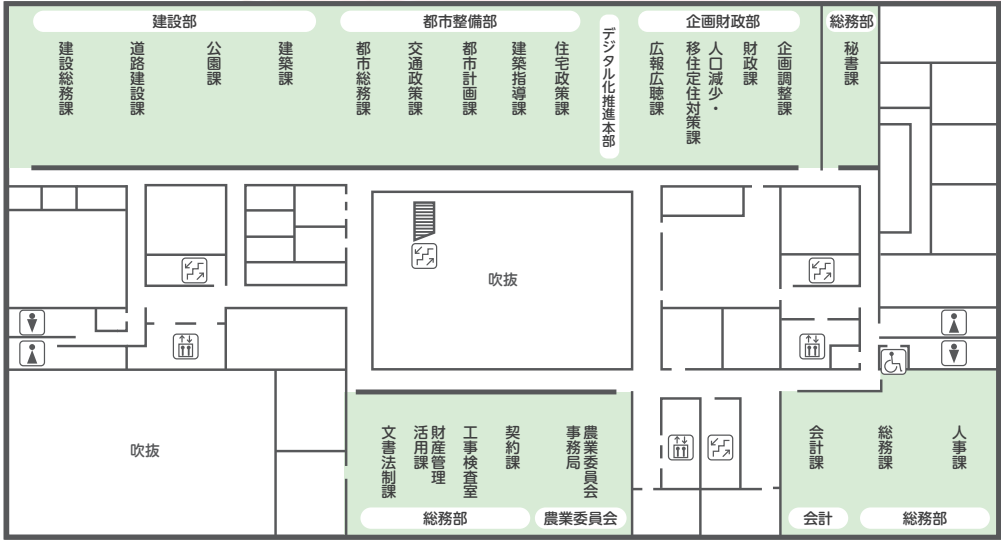 建設部
建設総務課
道路建設課
公園課
建築課
都市整備部
都市総務課
交通政策課
都市計画課
建築指導課
住宅政策課
デジタル化推進本部
企画財政部
広報広聴課
人口減少・
移住定住対策課
財政課
企画調整課
総務部
秘書課
吹抜
吹抜
文書法制課
財産管理
活用課
工事検査室
契約課
総務部
農業委員会
事務局
農業委員会
会計課
会計
総務課
人事課
総務部